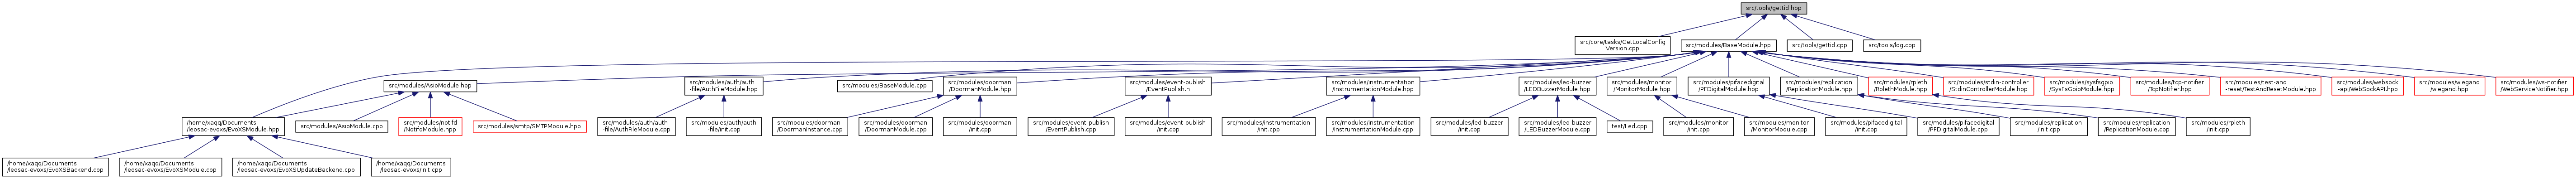 src/tools/gettid.hpp
src/core/tasks/GetLocalConfig
Version.cpp
src/modules/BaseModule.hpp
src/tools/gettid.cpp
src/tools/log.cpp
src/modules/AsioModule.hpp
src/modules/auth/auth
-file/AuthFileModule.hpp
src/modules/BaseModule.cpp
src/modules/doorman
/DoormanModule.hpp
src/modules/event-publish
/EventPublish.h
src/modules/instrumentation
/InstrumentationModule.hpp
src/modules/led-buzzer
/LEDBuzzerModule.hpp
src/modules/monitor
/MonitorModule.hpp
src/modules/pifacedigital
/PFDigitalModule.hpp
src/modules/replication
/ReplicationModule.hpp
src/modules/rpleth
/RplethModule.hpp
src/modules/stdin-controller
/StdinControllerModule.hpp
src/modules/sysfsgpio
/SysFsGpioModule.hpp
src/modules/tcp-notifier
/TcpNotifier.hpp
src/modules/test-and
-reset/TestAndResetModule.hpp
src/modules/websock
-api/WebSockAPI.hpp
src/modules/wiegand
/wiegand.hpp
src/modules/ws-notifier
/WebServiceNotifier.hpp
/home/xaqq/Documents
/leosac-evoxs/EvoXSModule.hpp
src/modules/AsioModule.cpp
src/modules/notifid
/NotifidModule.hpp
src/modules/smtp/SMTPModule.hpp
src/modules/auth/auth
-file/AuthFileModule.cpp
src/modules/auth/auth
-file/init.cpp
src/modules/doorman
/DoormanInstance.cpp
src/modules/doorman
/DoormanModule.cpp
src/modules/doorman
/init.cpp
src/modules/event-publish
/EventPublish.cpp
src/modules/event-publish
/init.cpp
src/modules/instrumentation
/init.cpp
src/modules/instrumentation
/InstrumentationModule.cpp
src/modules/led-buzzer
/init.cpp
src/modules/led-buzzer
/LEDBuzzerModule.cpp
test/Led.cpp
src/modules/monitor
/init.cpp
src/modules/monitor
/MonitorModule.cpp
src/modules/pifacedigital
/init.cpp
src/modules/pifacedigital
/PFDigitalModule.cpp
src/modules/replication
/init.cpp
src/modules/replication
/ReplicationModule.cpp
src/modules/rpleth
/init.cpp
/home/xaqq/Documents
/leosac-evoxs/EvoXSBackend.cpp
/home/xaqq/Documents
/leosac-evoxs/EvoXSModule.cpp
/home/xaqq/Documents
/leosac-evoxs/EvoXSUpdateBackend.cpp
/home/xaqq/Documents
/leosac-evoxs/init.cpp